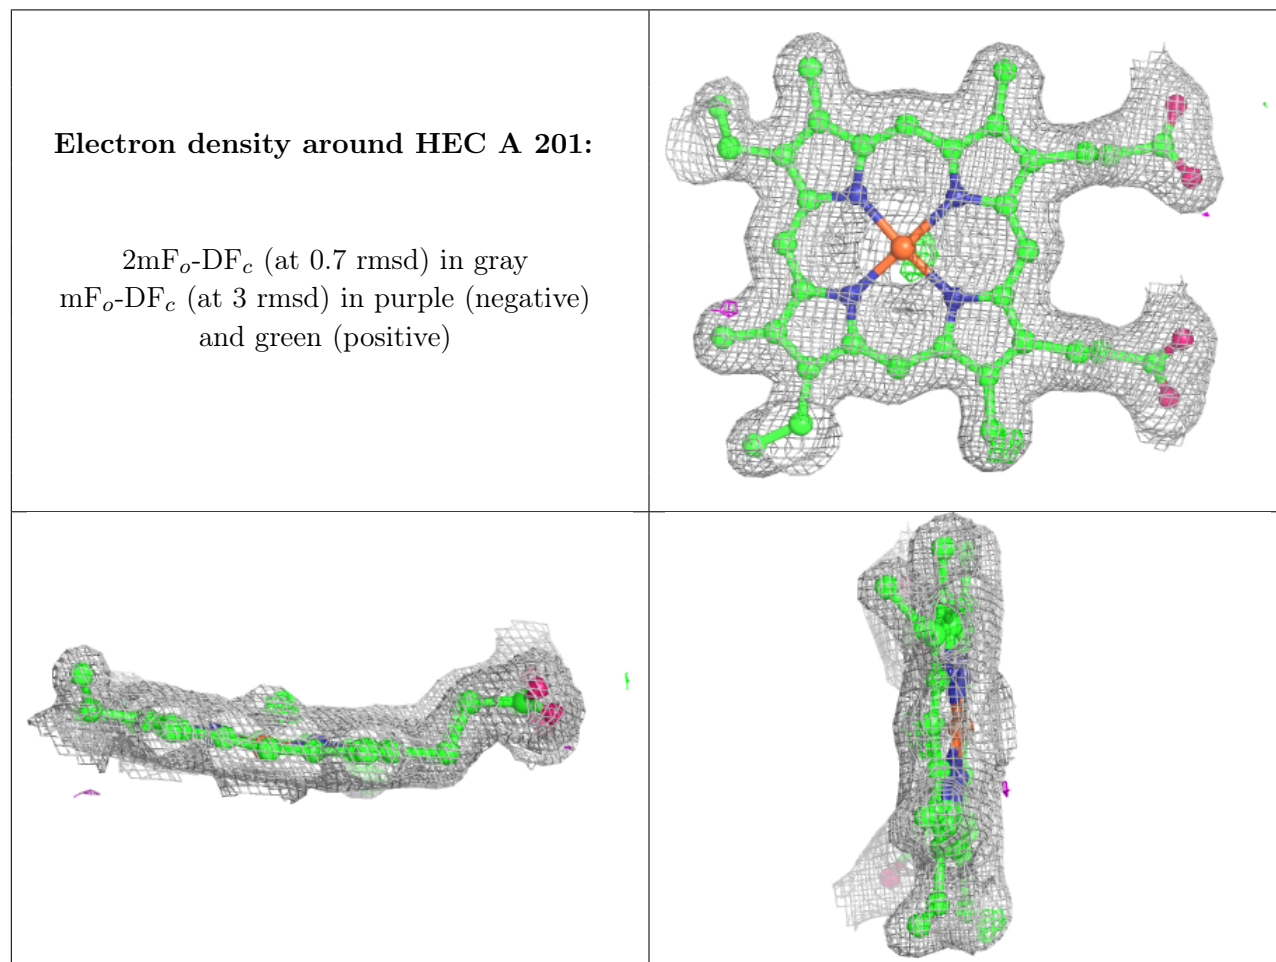 Electron density around HEC A 201:
2mFo-DFc (at 0.7 rmsd) in gray
mFo-DFc (at 3 rmsd) in purple (negative)
and green (positive)